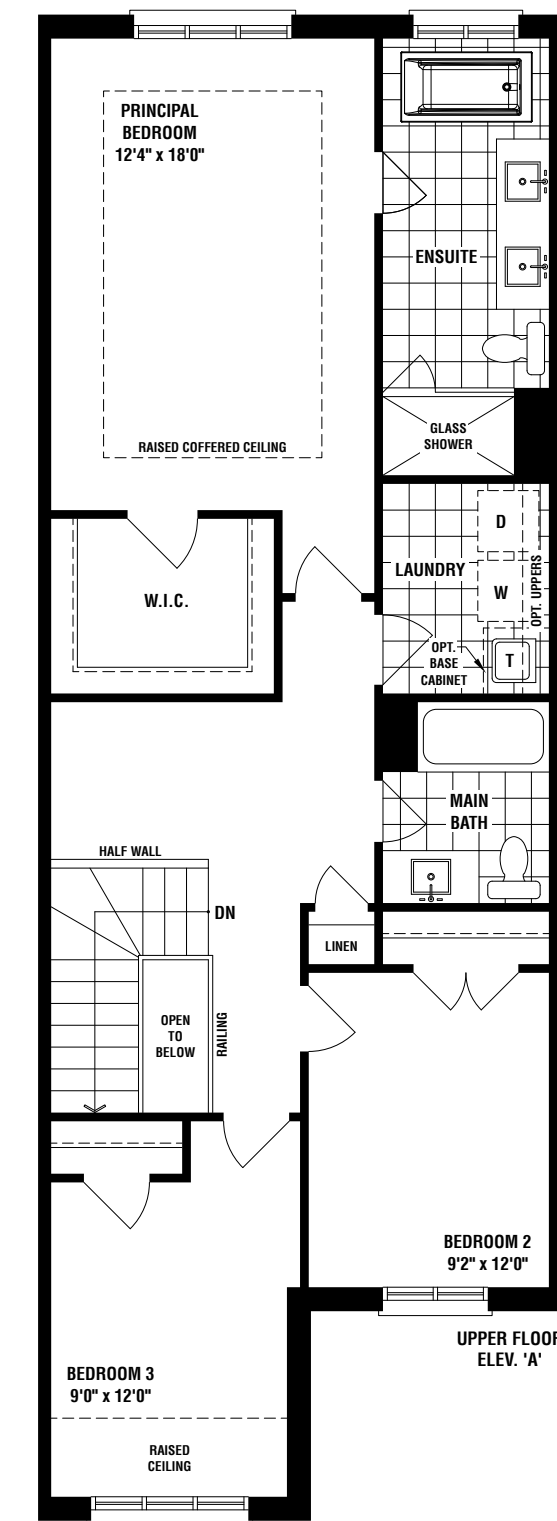 PRINCIPAL
BEDROOM
12'4" x 18'0"
RAISED COFFERED CEILING
ENSUITE
GLASS
SHOWER
W.I.C.
LAUNDRY
D
W
T
OPT. UPPERS
OPT.
BASE
CABINET
MAIN
BATH
HALF WALL
DN
LINEN
OPEN
TO
BELOW
RAILING
BEDROOM 2
9'2" x 12'0"
UPPER FLOOR
ELEV. 'A'
BEDROOM 3
9'0" x 12'0"
RAISED
CEILING